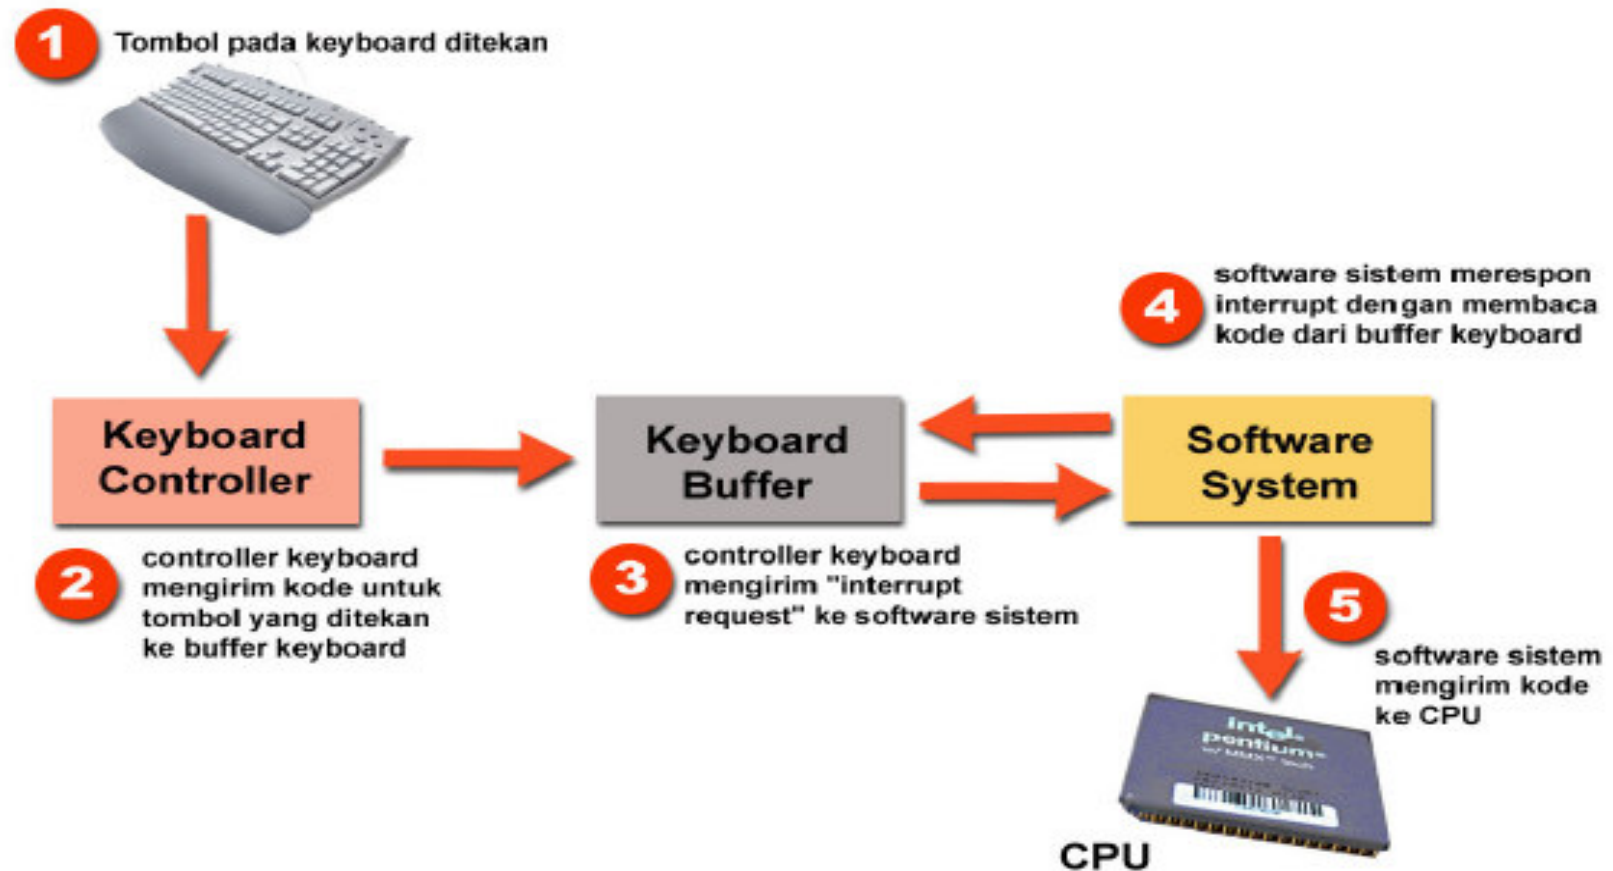 1
Tombol pada keyboard ditekan
4
software sistem merespon
interrupt dengan membaca
kode dari buffer keyboard
Keyboard
Controller
Keyboard
Buffer
Software
System
2
controller keyboard
mengirim kode untuk
tombol yang ditekan
ke buffer keyboard
3
controller keyboard
mengirim "interrupt
request" ke software sistem
5
software sistem
mengirim kode
ke CPU
intel
pentium
w/ MMX™ tech
CPU